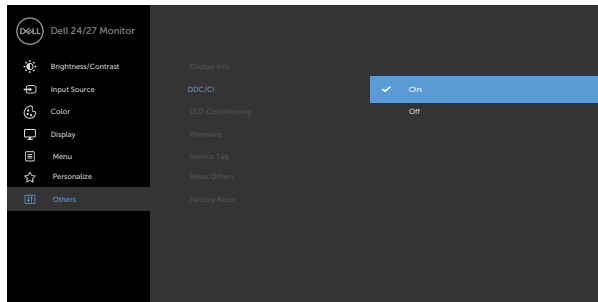 DELL
Dell 24/27 Monitor
Brightness/Contrast
Input Source
Color
Display
Menu
Personalize
Others
Display Info
DDC/CI
LCD Conditioning
Firmware
Service Tag
Reset Others
Factory Reset
On
Off